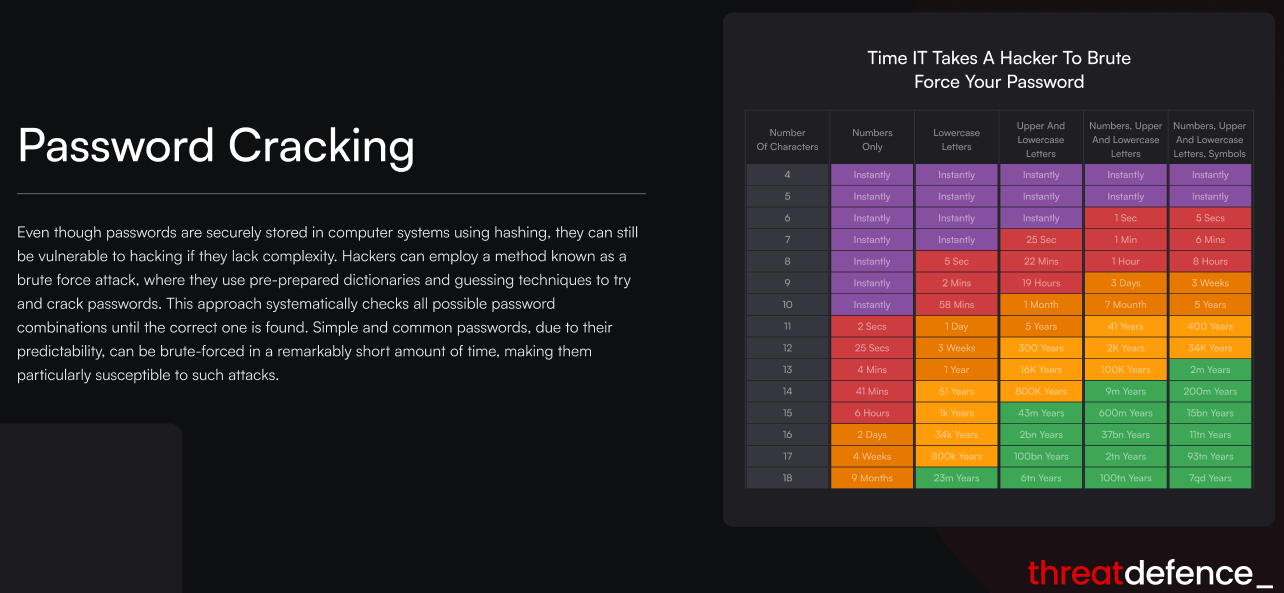 Password Cracking
Even though passwords are securely stored in computer systems using hashing, they can still
be vulnerable to hacking if they lack complexity. Hackers can employ a method known as a
brute force attack, where they use pre-prepared dictionaries and guessing techniques to try
and crack passwords. This approach systematically checks all possible password
combinations until the correct one is found. Simple and common passwords, due to their
predictability, can be brute-forced in a remarkably short amount of time, making them
particularly susceptible to such attacks.
Time IT Takes A Hacker To Brute
Force Your Password
Number Of Characters Numbers Only Lowercase Letters Upper And Lowercase Letters Numbers, Upper And Lowercase Letters Numbers, Upper And Lowercase Letters, Symbols
4 Instantly Instantly Instantly Instantly Instantly
5 Instantly Instantly Instantly Instantly Instantly
6 Instantly Instantly Instantly 1 Sec 5 Secs
7 Instantly Instantly 25 Sec 1 Min 6 Mins
8 Instantly 5 Sec 22 Mins 1 Hour 8 Hours
9 Instantly 2 Mins 19 Hours 3 Days 3 Weeks
10 Instantly 58 Mins 1 Month 7 Mounth 5 Years
11 2 Secs 1 Day 5 Years 41 Years 400 Years
12 25 Secs 3 Weeks 300 Years 2K Years 34K Years
13 4 Mins 1 Year 16K Years 100K Years 2m Years
14 41 Mins 51 Years 800K Years 9m Years 200m Years
15 6 Hours 1k Years 43m Years 600m Years 15bn Years
16 2 Days 34k Years 2bn Years 37bn Years 11tn Years
17 4 Weeks 800k Years 100bn Years 2tn Years 93tn Years
18 9 Months 23m Years 6tn Years 100tn Years 7qd Years
threatdefence_